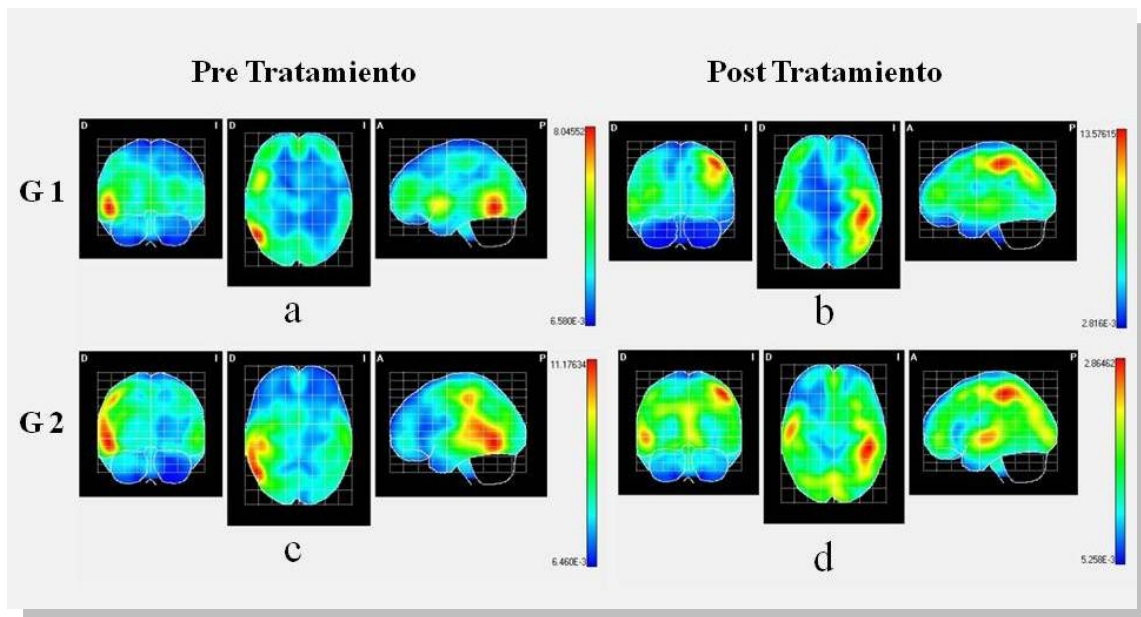 Pre Tratamiento
Post Tratamiento
G 1
D I
D I
A P
8.04552
6.580E-3
a
D I
D I
A P
13.57615
2.816E-3
b
G 2
D I
D I
A P
11.17634
6.460E-3
c
D I
D I
A P
2.86462
5.258E-3
d